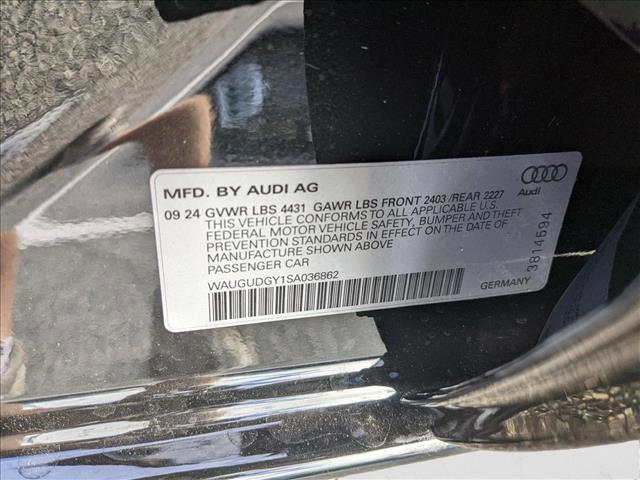 MFD. BY AUDI AG
Audi
09 24 GVWR LBS 4431 GAWR LBS FRONT 2403 /REAR 2227
THIS VEHICLE CONFORMS TO ALL APPLICABLE U.S.
FEDERAL MOTOR VEHICLE SAFETY, BUMPER AND THEFT
PREVENTION STANDARDS IN EFFECT ON THE DATE OF
MANUFACTURE SHOWN ABOVE
PASSENGER CAR
WAUGUDGY1SA036862
GERMANY
3814594